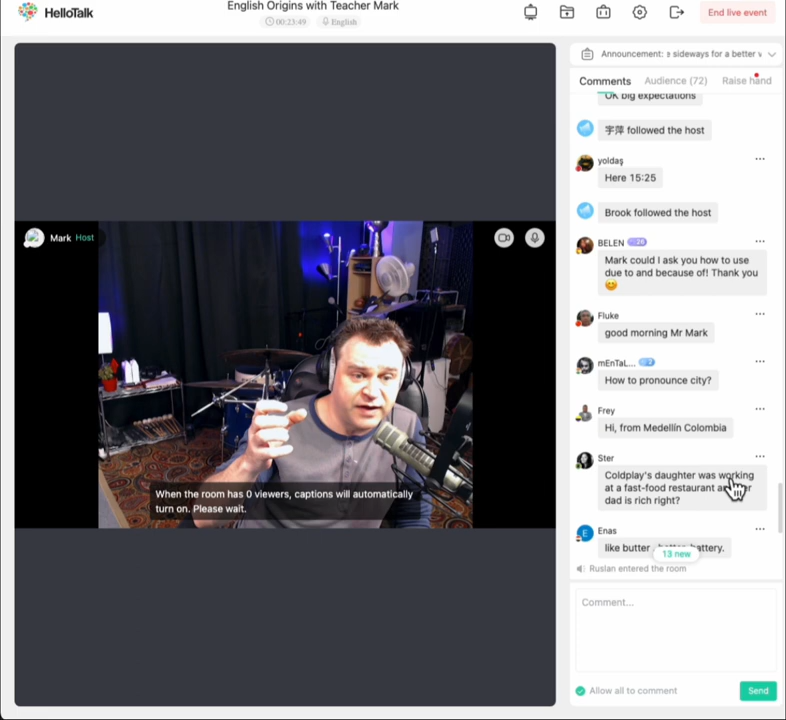 HelloTalk
English Origins with Teacher Mark
00:23:49
English
End live event
Announcement: sideways for a better
Comments
Audience (72)
Raise hand
OK big expectations
宇萍 followed the host
yoldaş
Here 15:25
Brook followed the host
BELEN 26
Mark could I ask you how to use
due to and because of! Thank you
Fluke
good morning Mr Mark
mEnTaL...
How to pronounce city?
Frey
Hi, from Medellín Colombia
Ster
Coldplay's daughter was working
at a fast-food restaurant
dad is rich right?
E
Enas
like butter
13 new
Ruslan entered the room
Mark Host
When the room has 0 viewers, captions will automatically
turn on. Please wait.
Comment...
Allow all to comment
Send